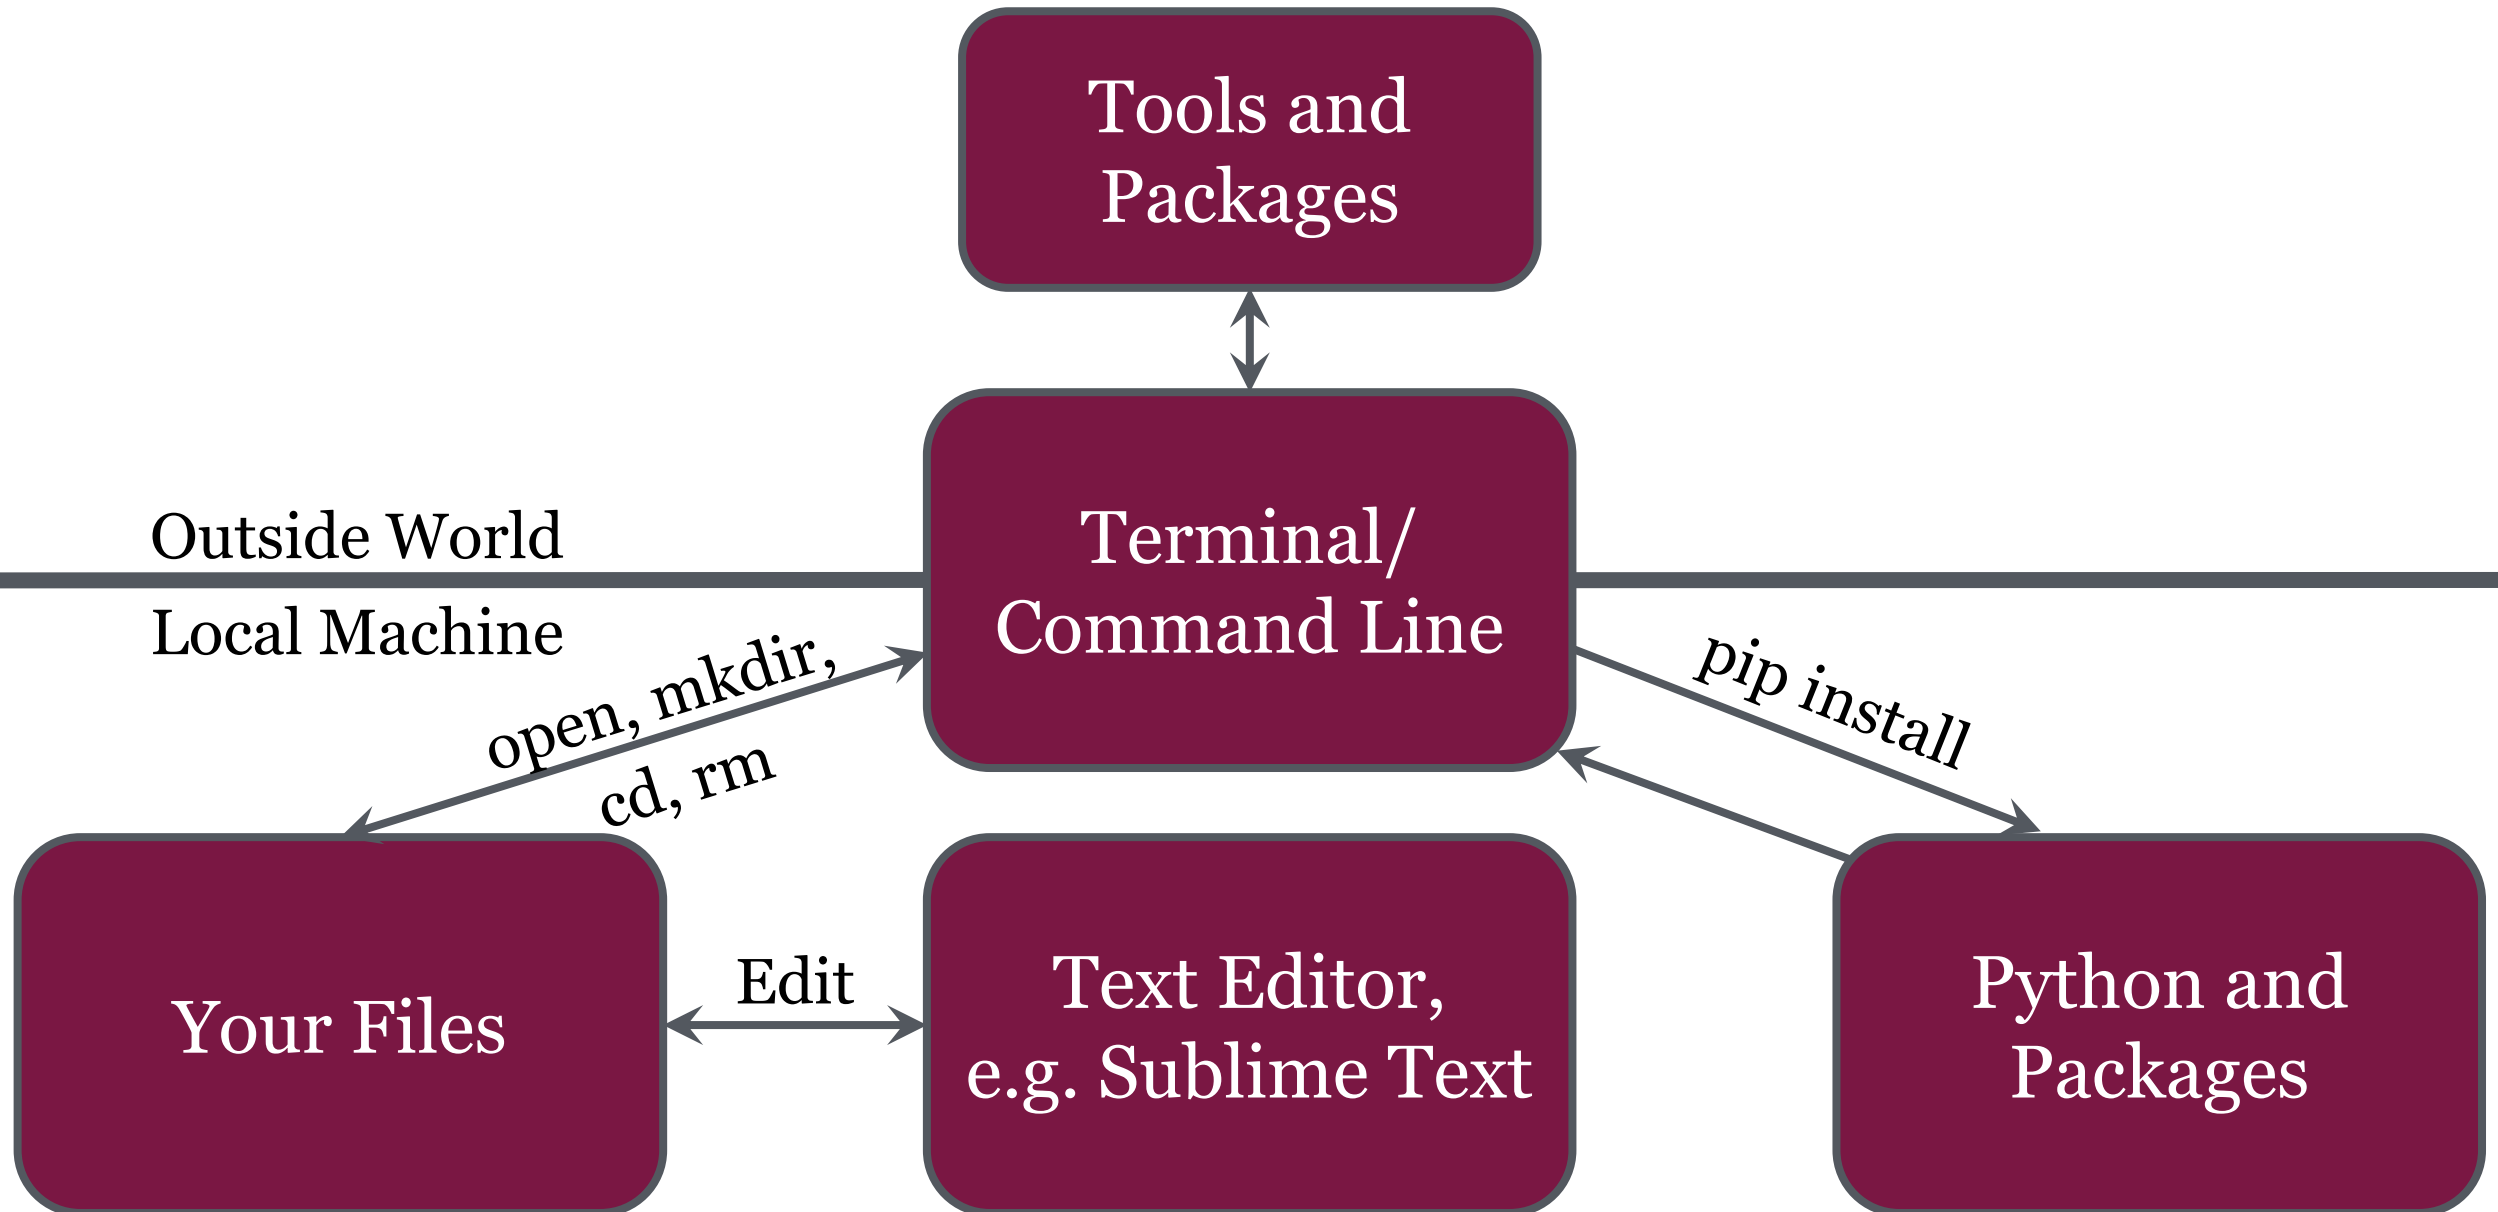 Tools and
Packages
Outside World
Local Machine
Terminal/
Command Line
open, mkdir,
cd, rm
pip install
Your Files
Edit
Text Editor,
e.g. Sublime Text
Python and
Packages